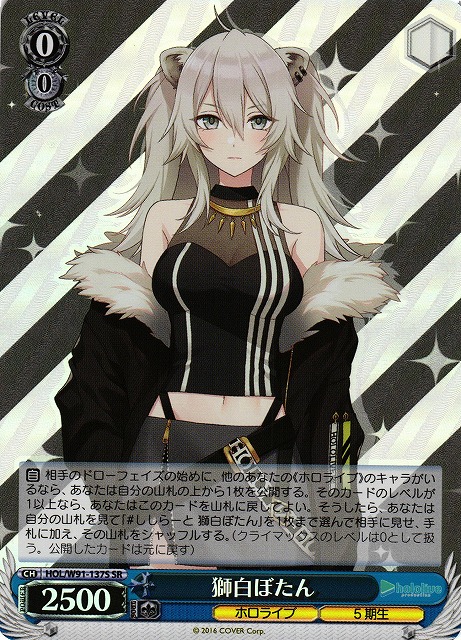 LEVEL
0
0
COST
HOLOLIVE
HOLOLIVE
自 相手のドローフェイズの始めに、他のあなたの《ホロライブ》のキャラがい
るなら、あなたは自分の山札の上から1枚を公開する。そのカードのレベルが
1以上なら、あなたはこのカードを山札に戻してよい。そうしたら、あなたは
自分の山札を見て「#ししらーと 獅白ぼたん」を1枚まで選んで相手に見せ、手
札に加え、その山札をシャッフルする。（クライマックスのレベルは0として扱
う。公開したカードは元に戻す）
CH HOL/W91-137S SR
獅白ぼたん
POWER
2500
hololive
production
ホロライブ
5期生
© 2016 COVER Corp.